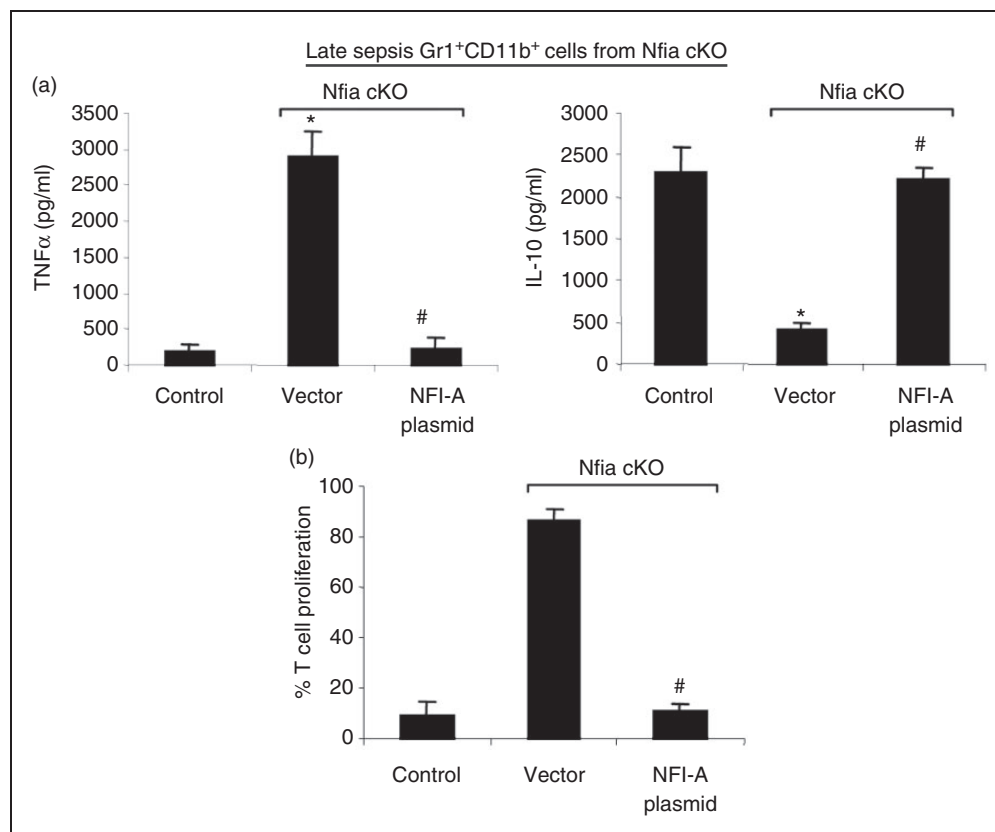 Late sepsis Gr1⁺CD11b⁺ cells from Nfia cKO
(a)
Nfia cKO
3500
3000
2500
2000
1500
1000
500
0
TNFα (pg/ml)
*
#
Control
Vector
NFI-A
plasmid
Nfia cKO
3000
2500
2000
1500
1000
500
0
IL-10 (pg/ml)
*
#
Control
Vector
NFI-A
plasmid
(b)
Nfia cKO
100
80
60
40
20
0
% T cell proliferation
#
Control
Vector
NFI-A
plasmid